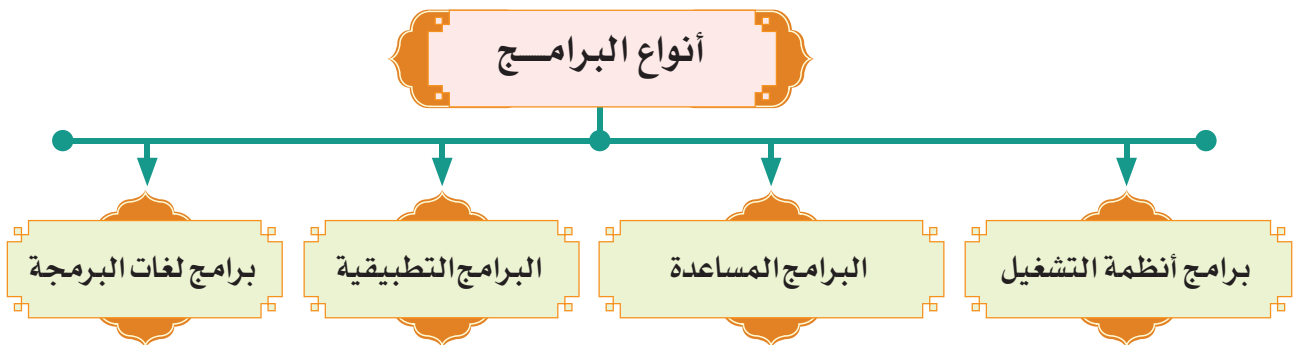 أنواع البرامـــج
برامج أنظمة التشغيل
البرامج المساعدة
البرامج التطبيقية
برامج لغات البرمجة